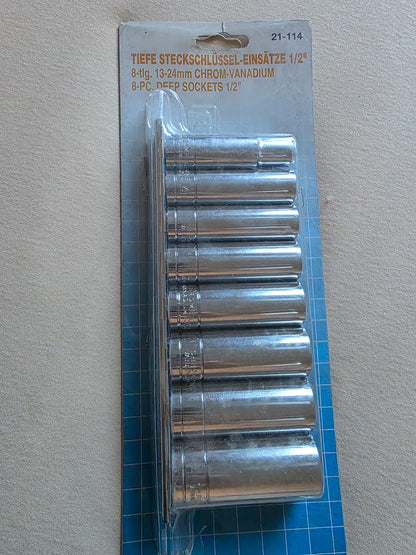 21-114
TIEFE STECKSCHLÜSSEL-EINSÄTZE 1/2"
8-tlg. 13-24mm CHROM-VANADIUM
8-PC. DEEP SOCKETS 1/2"